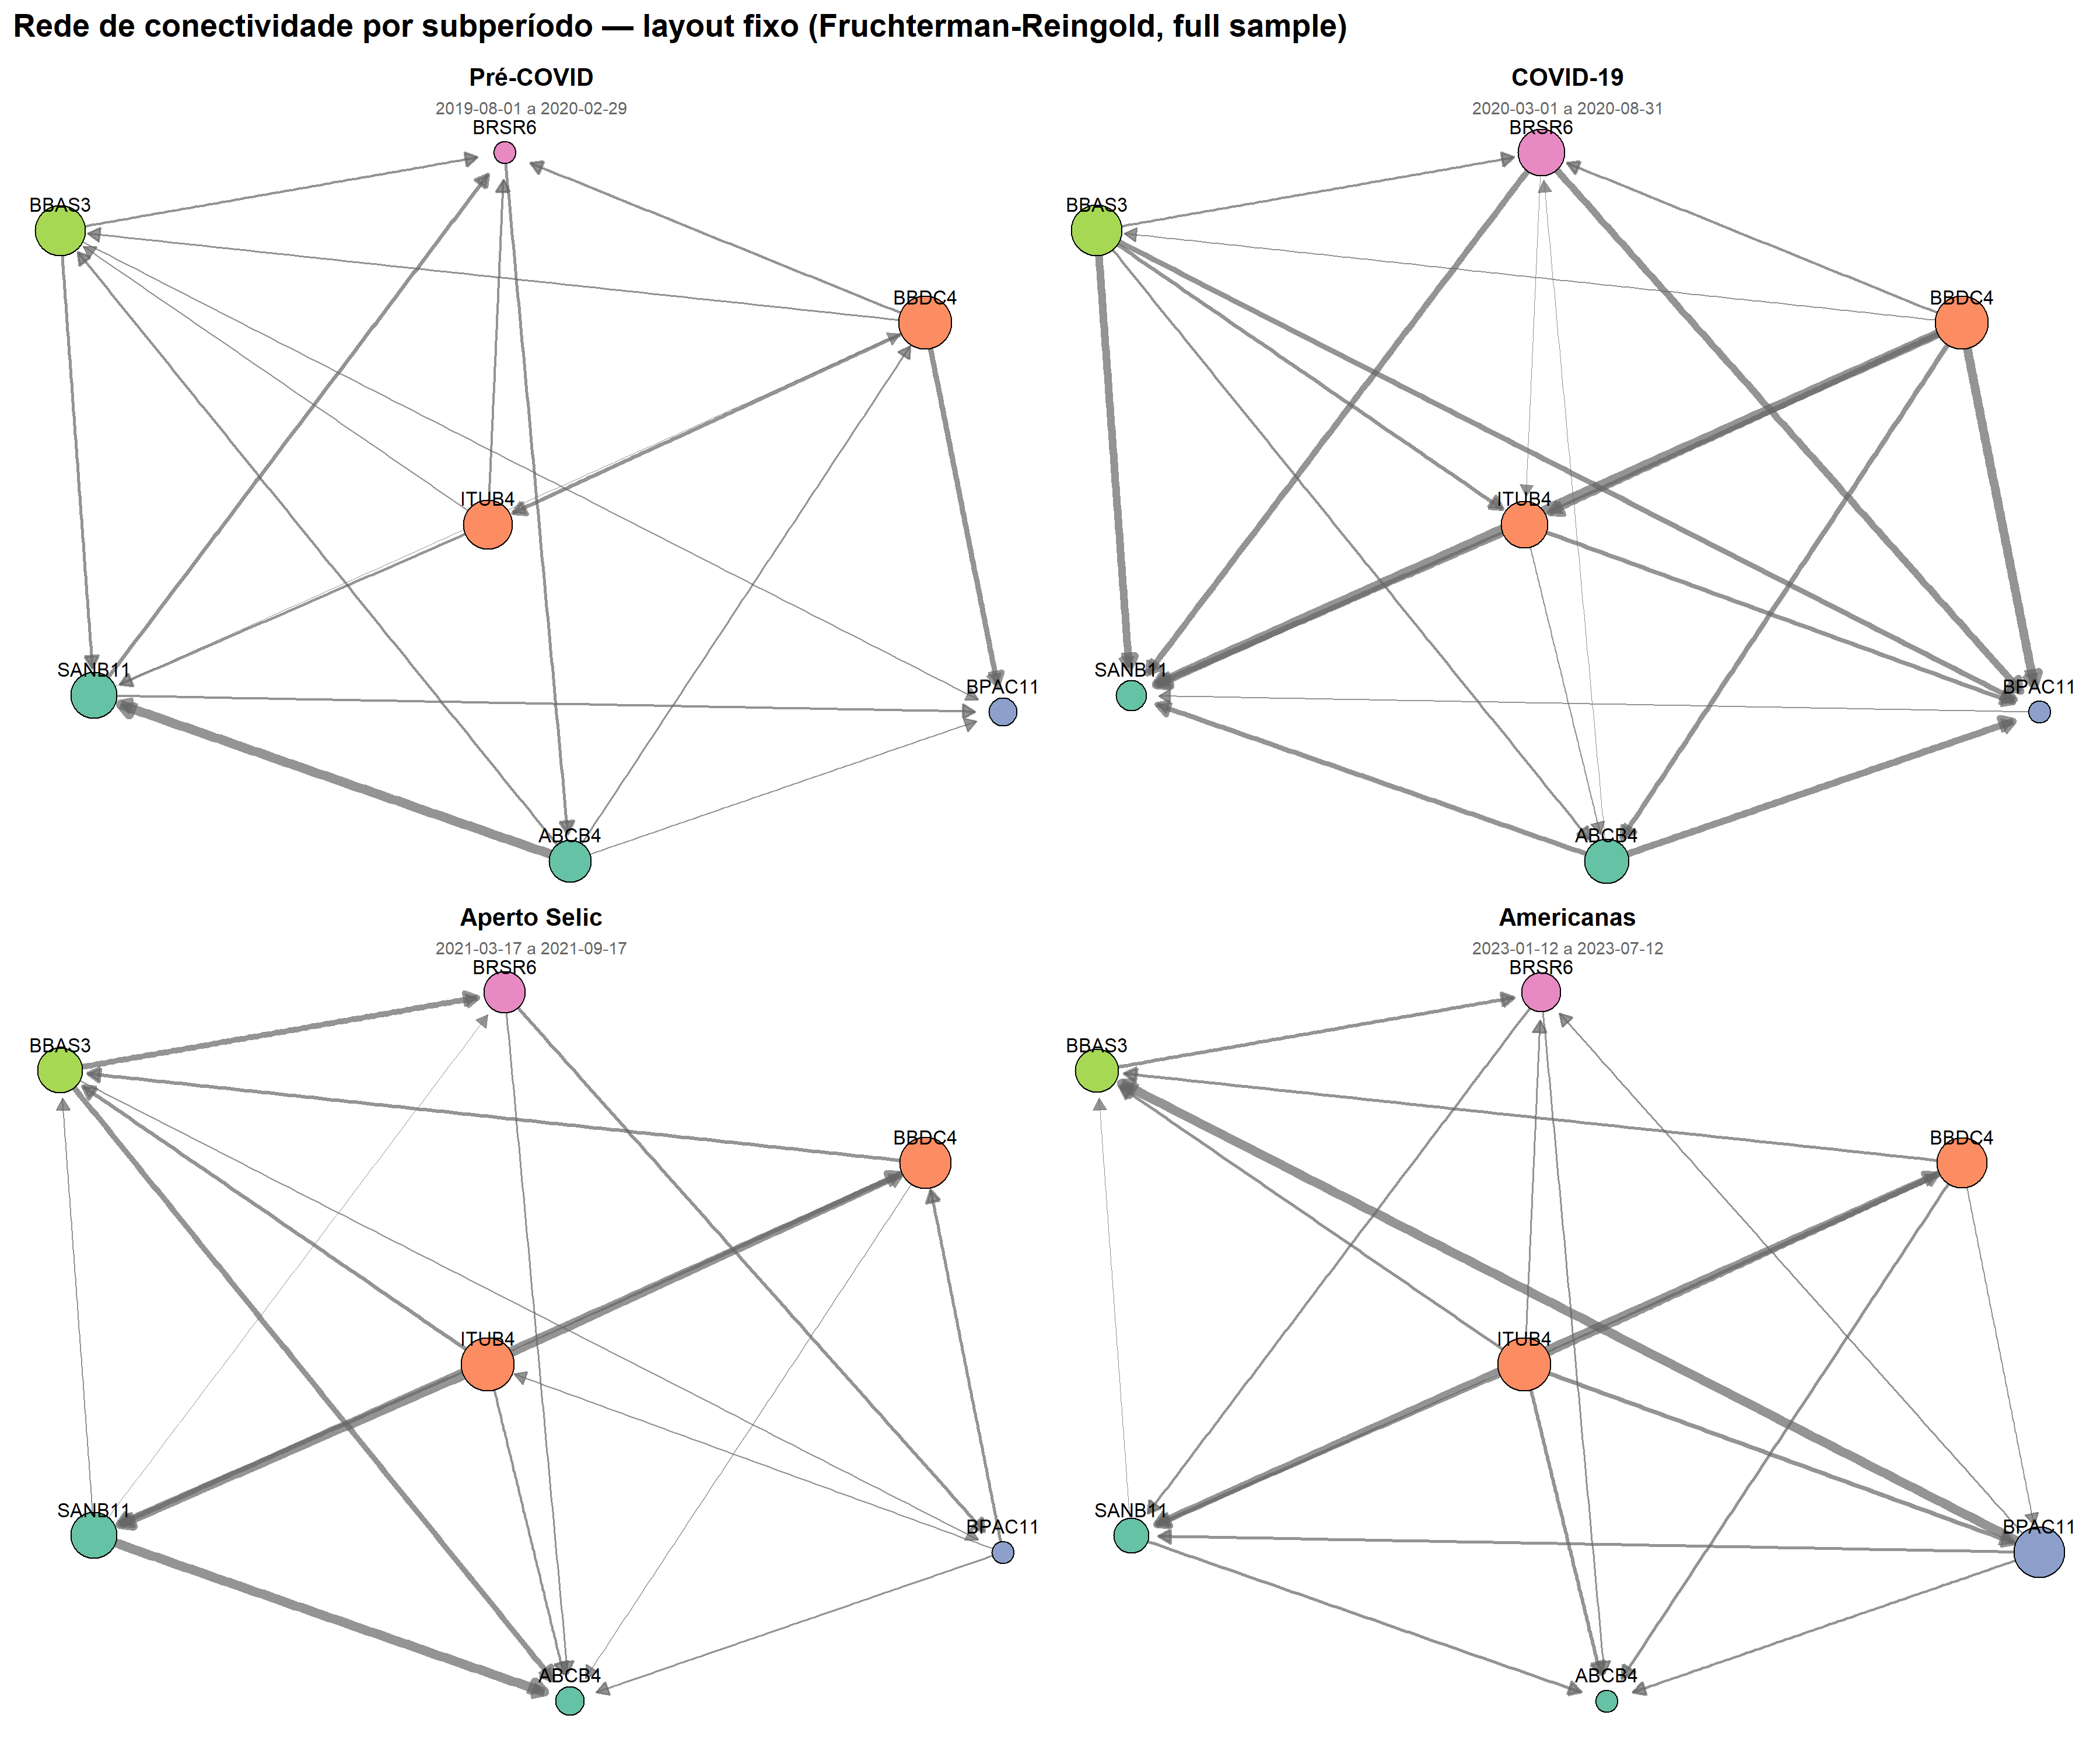 Rede de conectividade por subperíodo — layout fixo (Fruchterman-Reingold, full sample)
Pré-COVID
2019-08-01 a 2020-02-29
BRSR6
BBAS3
BBDC4
ITUB4
SANB11
BPAC11
ABCB4
COVID-19
2020-03-01 a 2020-08-31
BRSR6
BBAS3
BBDC4
ITUB4
SANB11
BPAC11
ABCB4
Aperto Selic
2021-03-17 a 2021-09-17
BRSR6
BBAS3
BBDC4
ITUB4
SANB11
BPAC11
ABCB4
Americanas
2023-01-12 a 2023-07-12
BRSR6
BBAS3
BBDC4
ITUB4
SANB11
BPAC11
ABCB4